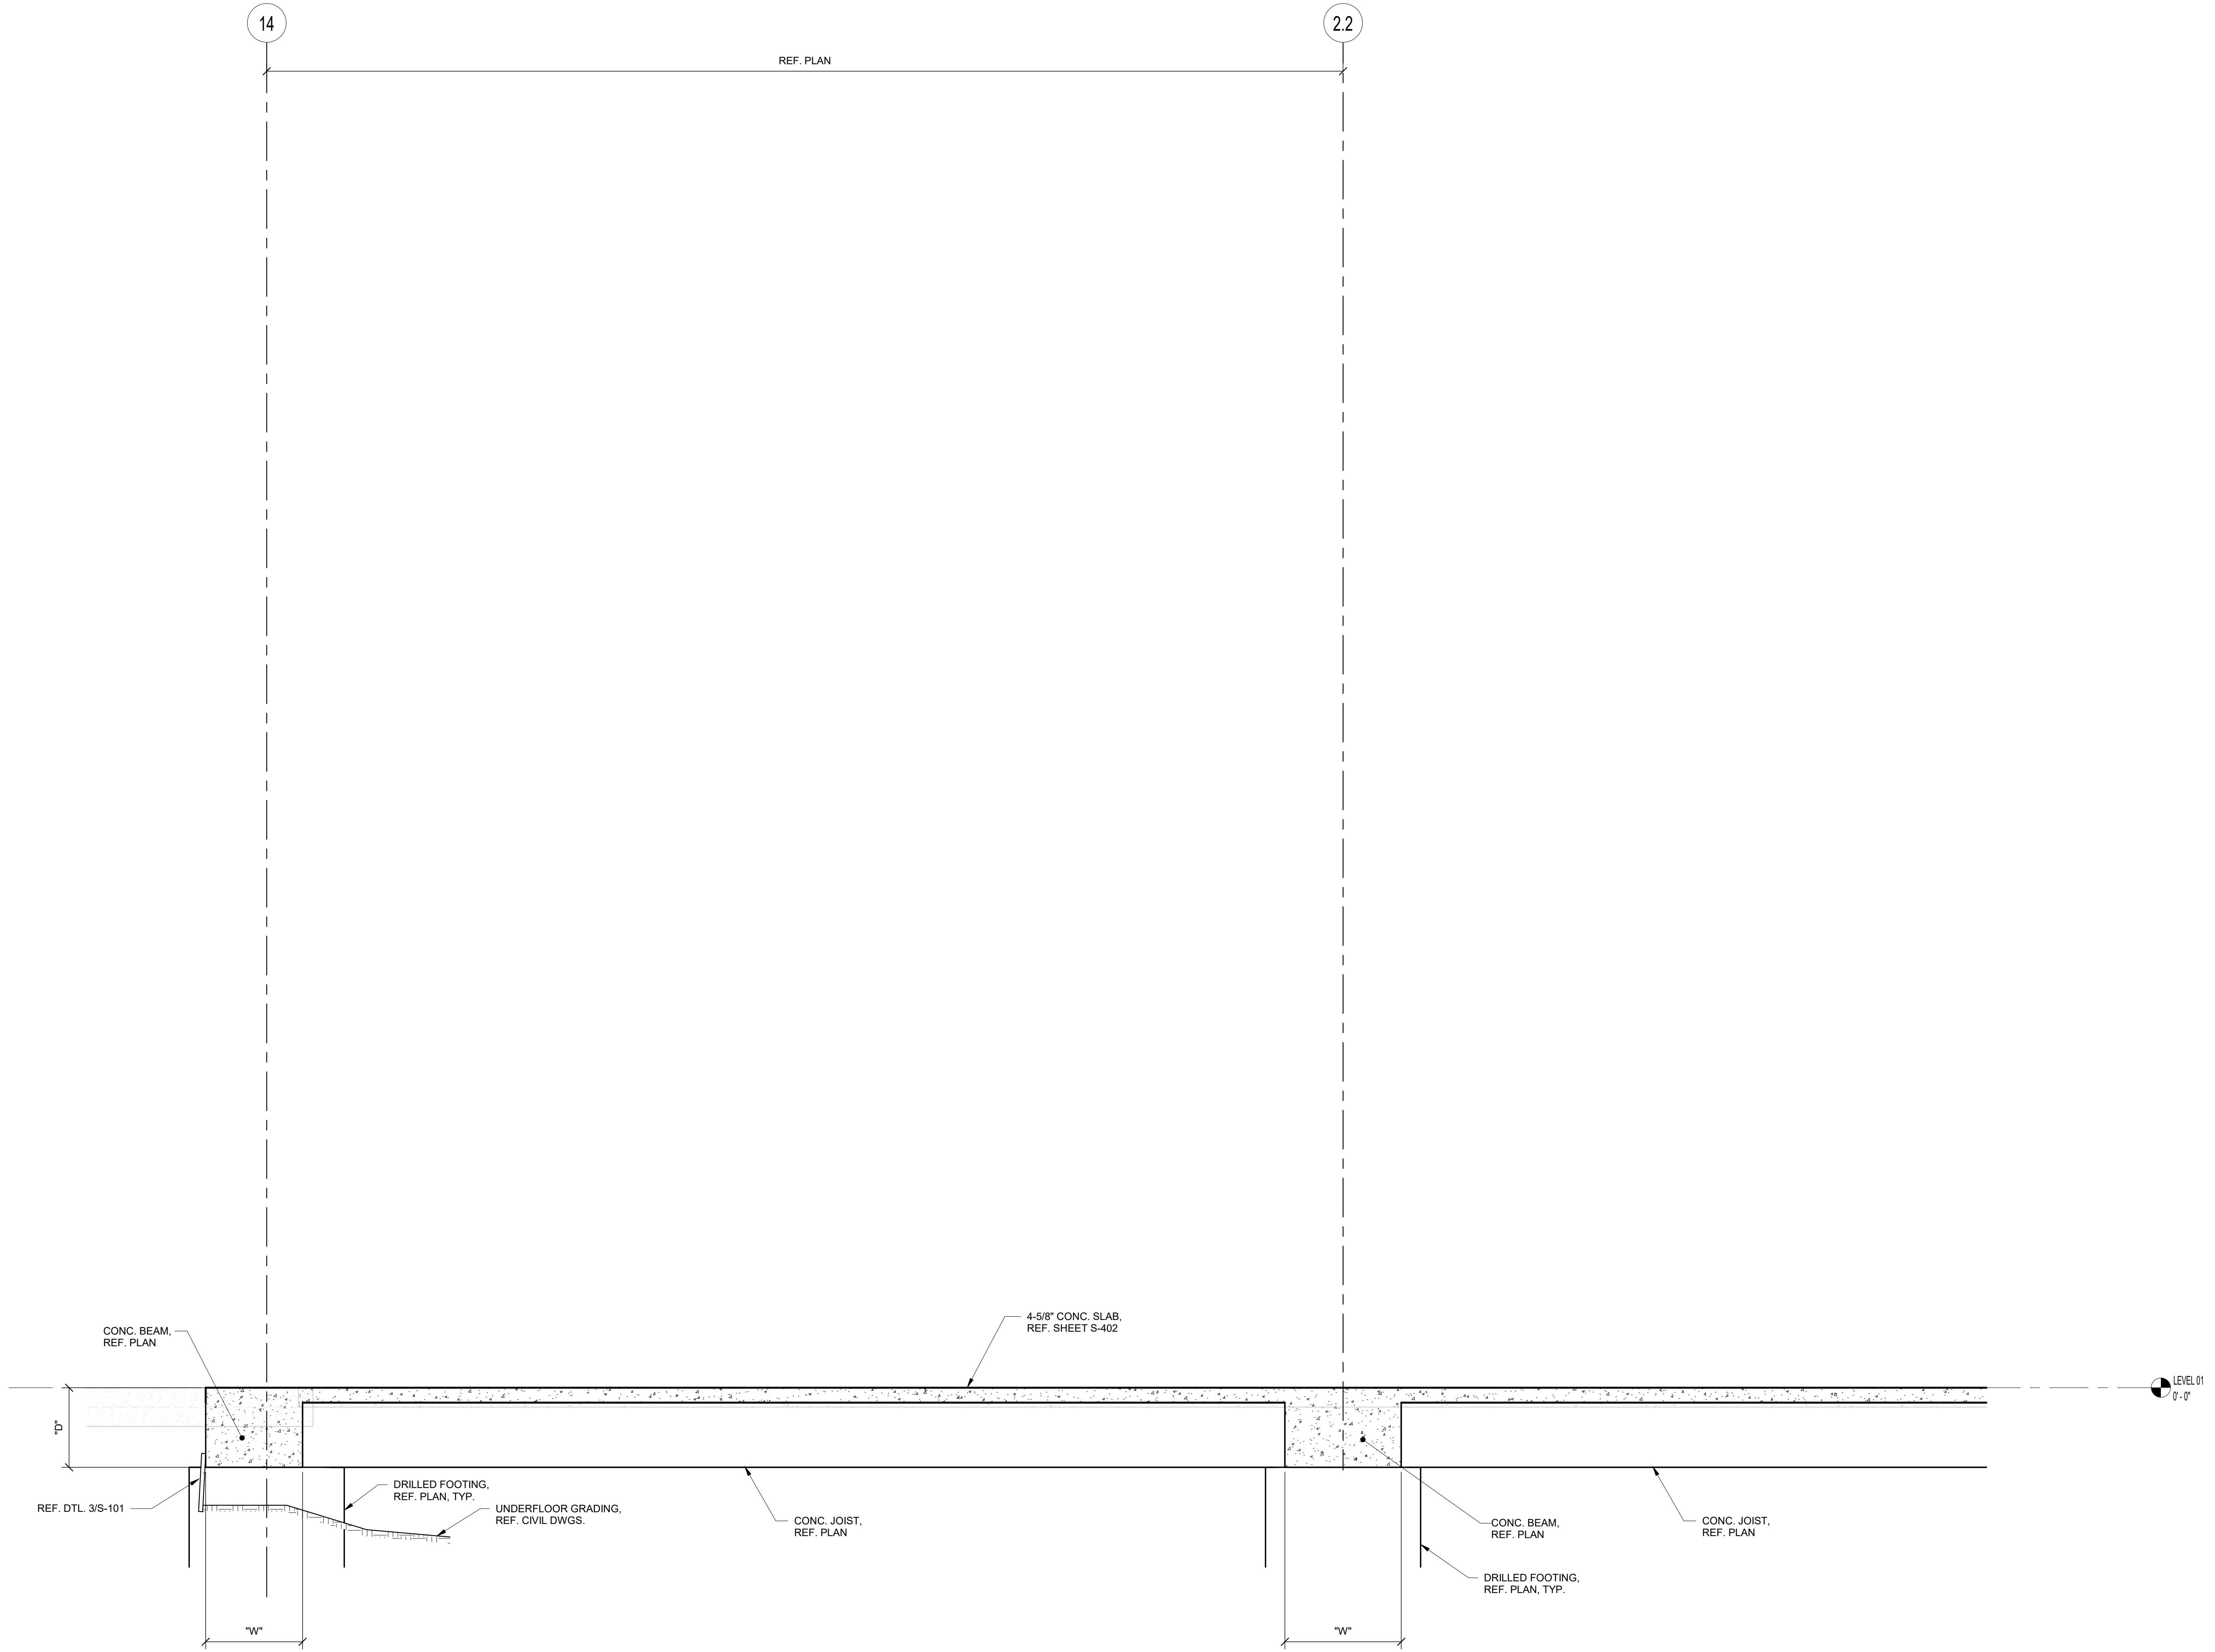 14
2.2
REF. PLAN
4-5/8" CONC. SLAB,
REF. SHEET S-402
CONC. BEAM,
REF. PLAN
LEVEL 01
0' - 0"
"D"
DRILLED FOOTING,
REF. PLAN, TYP.
REF. DTL. 3/S-101
UNDERFLOOR GRADING,
REF. CIVIL DWGS.
CONC. JOIST,
REF. PLAN
CONC. BEAM,
REF. PLAN
CONC. JOIST,
REF. PLAN
DRILLED FOOTING,
REF. PLAN, TYP.
"W"
"W"